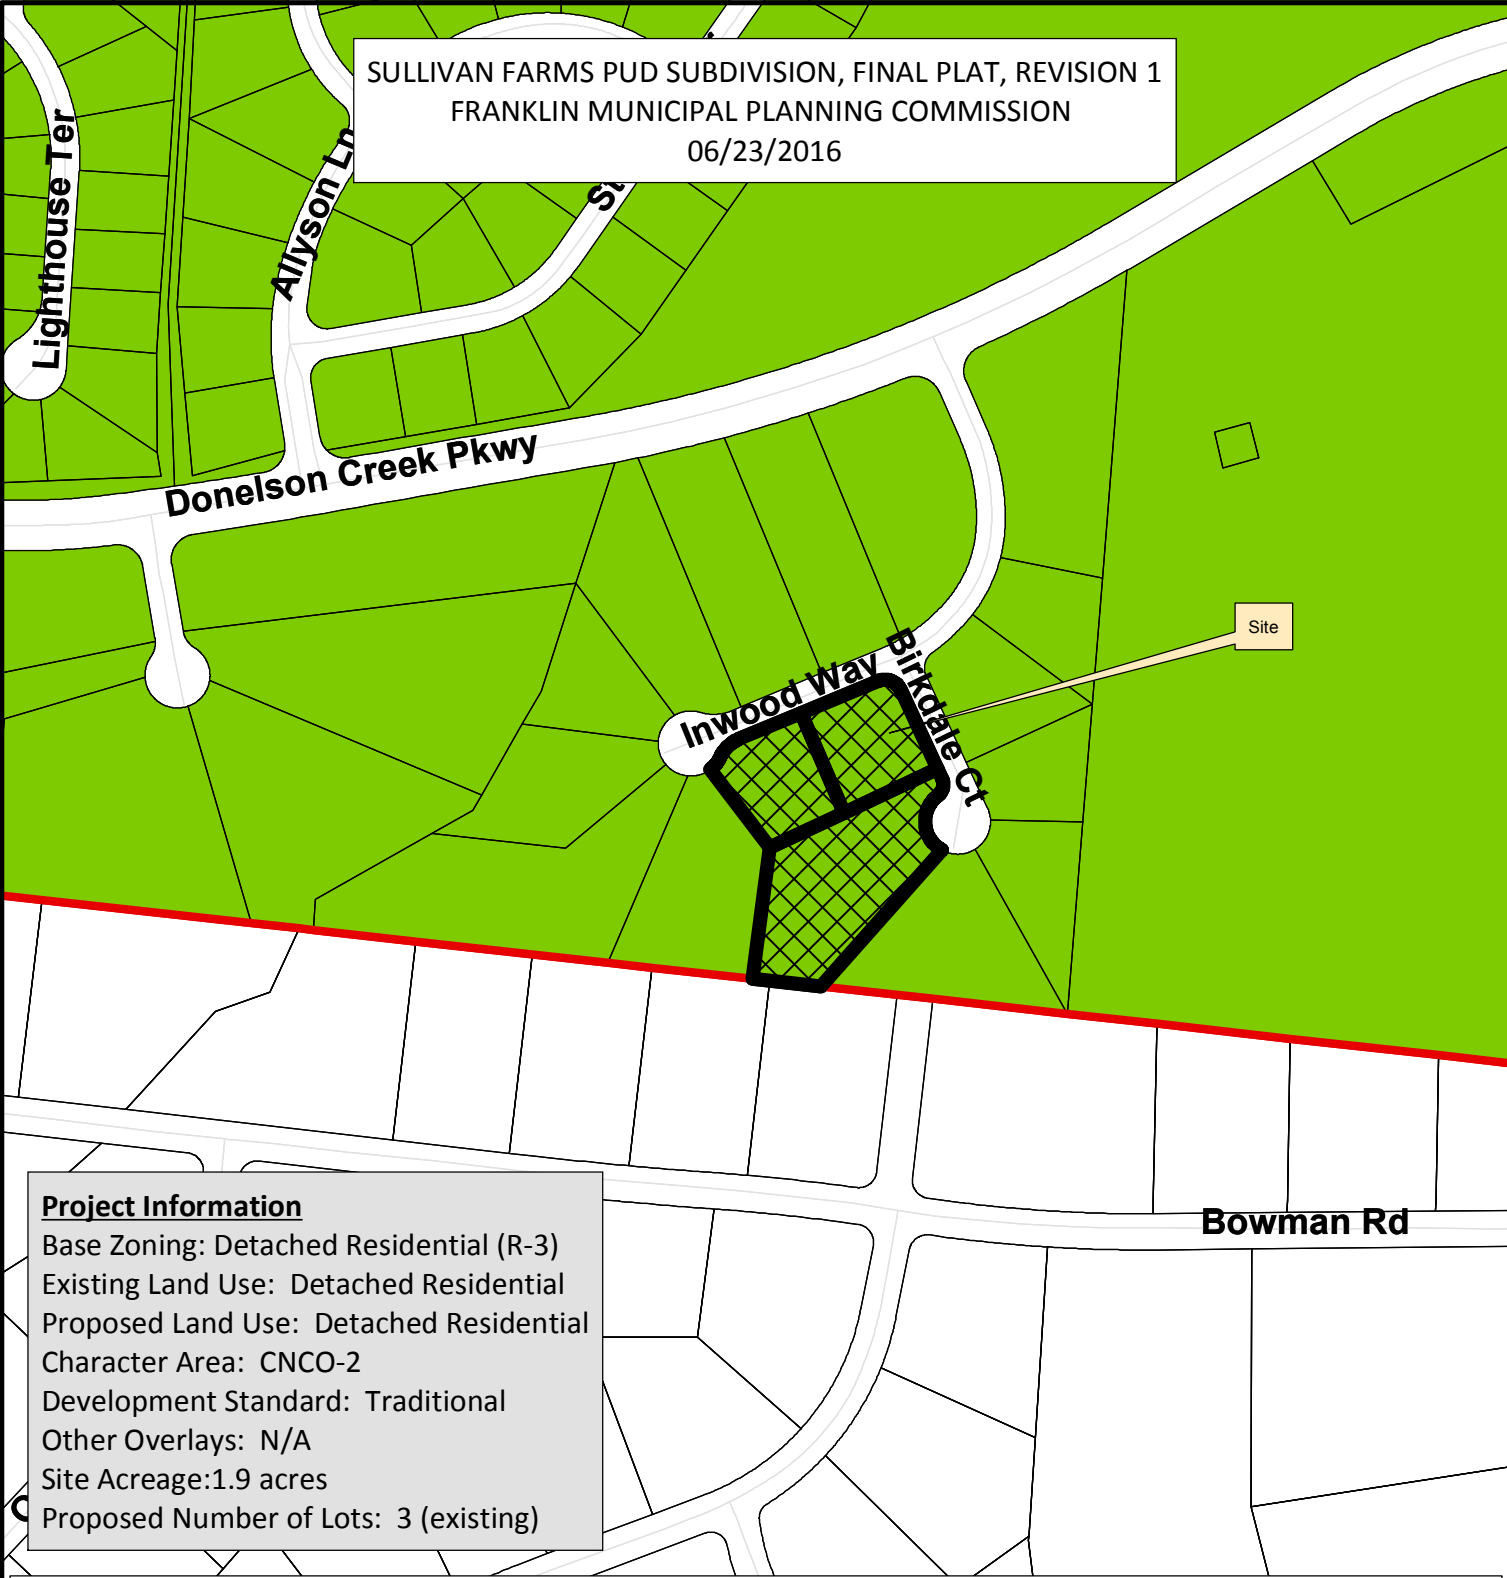 SULLIVAN FARMS PUD SUBDIVISION, FINAL PLAT, REVISION 1
FRANKLIN MUNICIPAL PLANNING COMMISSION
06/23/2016
Lighthouse Ter
Allyson Ln
St
Donelson Creek Pkwy
Site
Inwood Way
Birkdale Ct
Bowman Rd
Project Information
Base Zoning: Detached Residential (R-3)
Existing Land Use: Detached Residential
Proposed Land Use: Detached Residential
Character Area: CNCO-2
Development Standard: Traditional
Other Overlays: N/A
Site Acreage:1.9 acres
Proposed Number of Lots: 3 (existing)